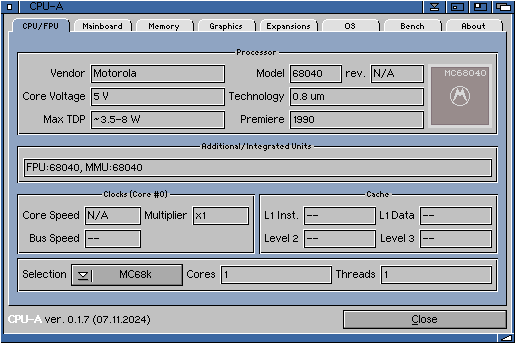 CPU-A
CPU/FPU Mainboard Memory Graphics Expansions OS Bench About
Processor
Vendor Motorola Model 68040 rev. N/A MC68040
Core Voltage 5 V Technology 0.8 um
Max TDP ~3.5-8 W Premiere 1990
Additional/Integrated Units
FPU:68040, MMU:68040
Clocks (Core #0) Cache
Core Speed N/A Multiplier x1 L1 Inst. -- L1 Data --
Bus Speed -- Level 2 -- Level 3 --
Selection MC68k Cores 1 Threads 1
CPU-A ver. 0.1.7 (07.11.2024) Close